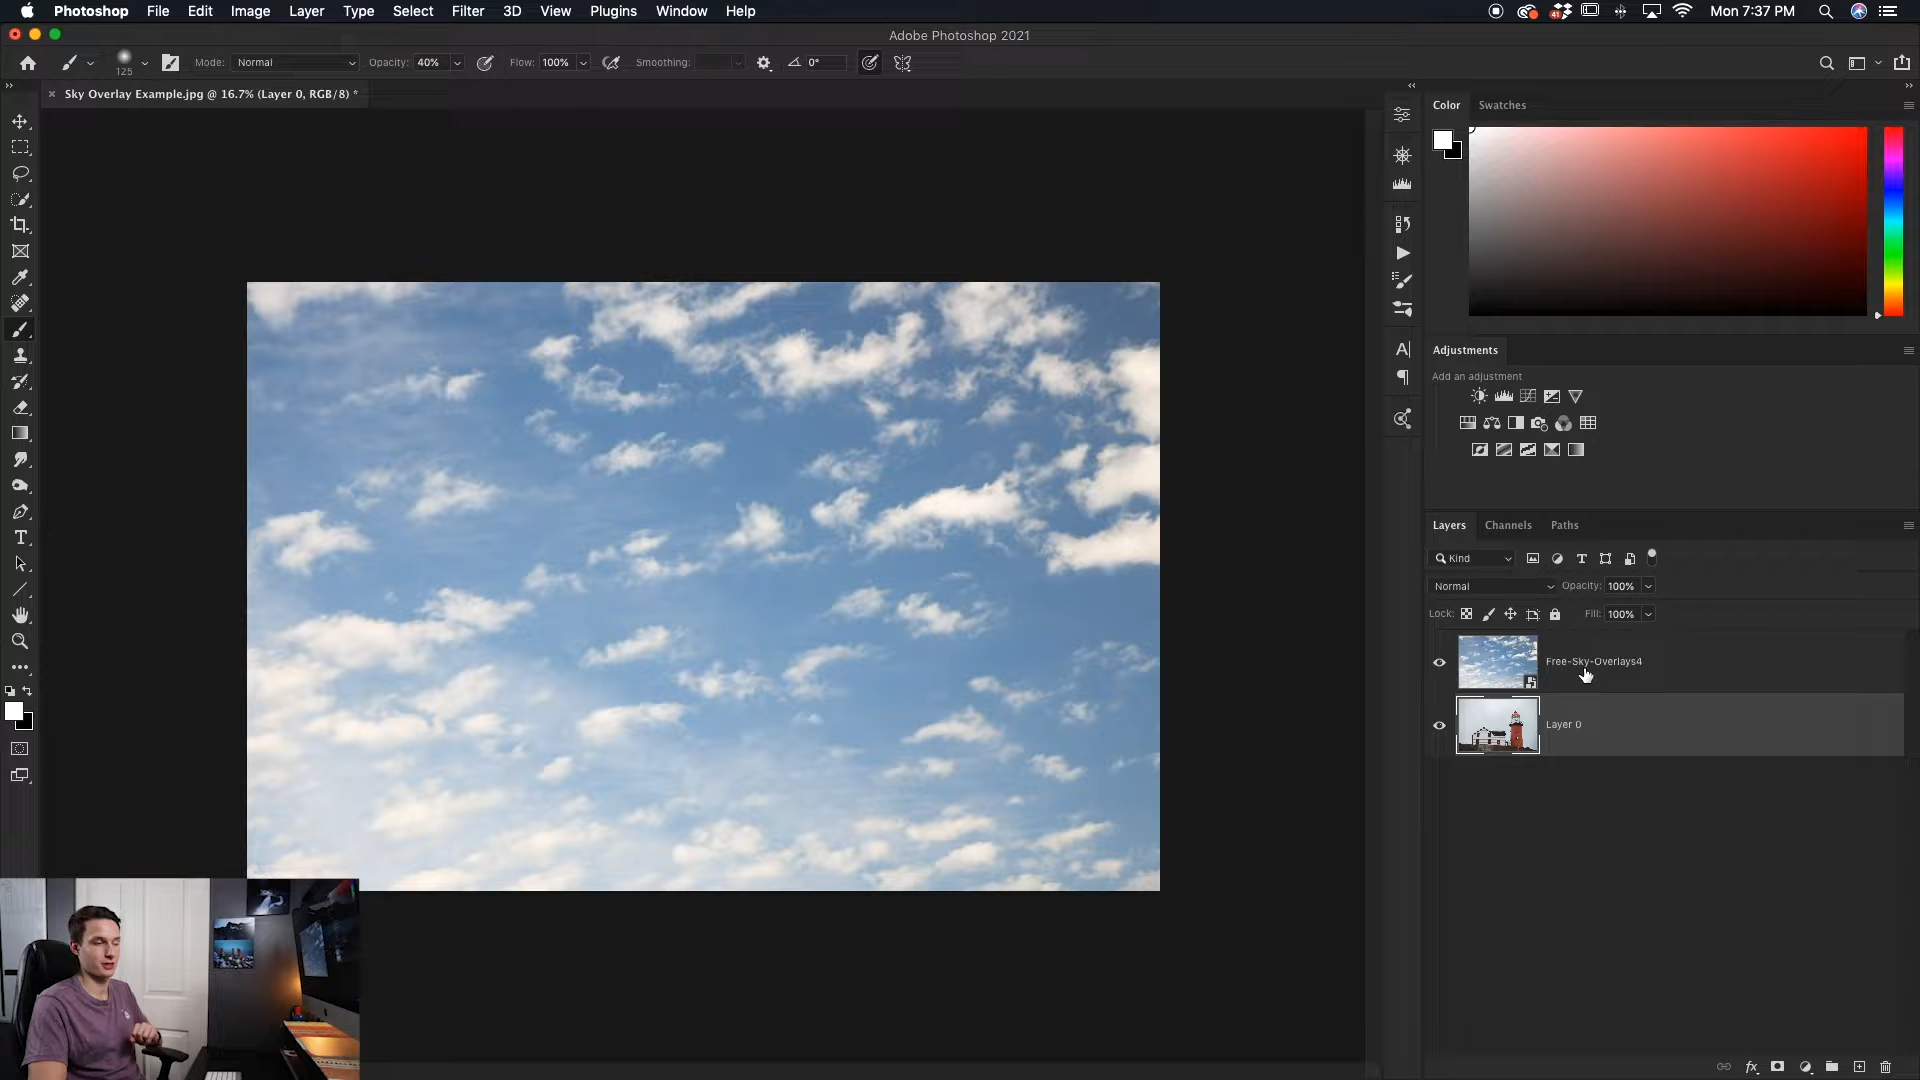 Photoshop File Edit Image Layer Type Select Filter 3D View Plugins Window Help
41
Mon 7:37 PM
Adobe Photoshop 2021
125
Mode: Normal
Opacity: 40%
Flow: 100%
Smoothing:
0°
× Sky Overlay Example.jpg @ 16.7% (Layer 0, RGB/8) *
Color Swatches
Adjustments
Add an adjustment
Layers Channels Paths
Kind
Normal
Opacity: 100%
Lock:
Fill: 100%
Free-Sky-Overlays4
Layer 0
fx